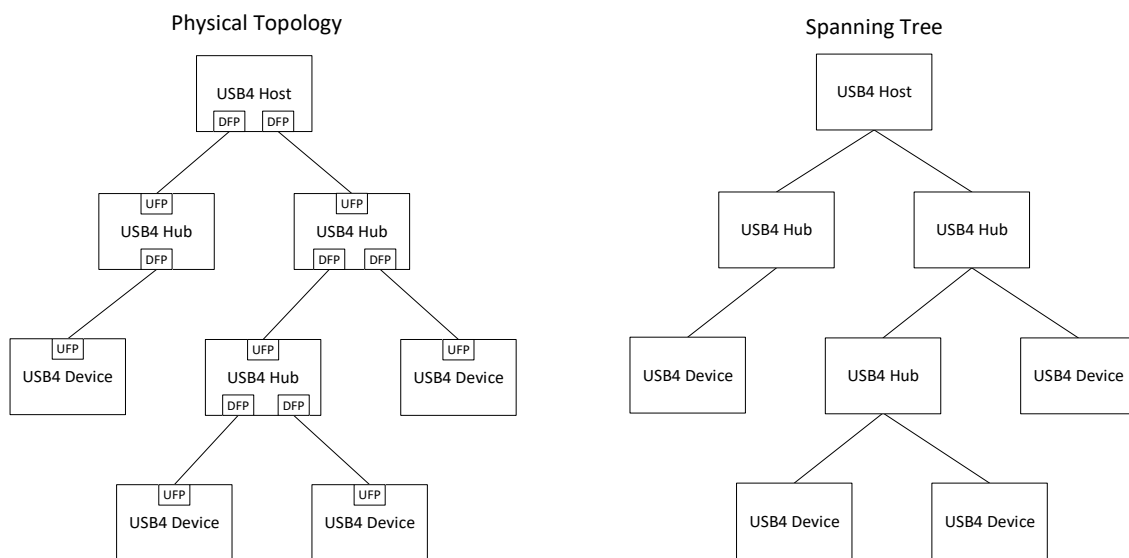 Physical Topology
USB4 Host
DFP DFP
UFP UFP
USB4 Hub USB4 Hub
DFP DFP DFP
UFP UFP UFP
USB4 Device USB4 Hub USB4 Device
DFP DFP
UFP UFP
USB4 Device USB4 Device
Spanning Tree
USB4 Host
USB4 Hub USB4 Hub
USB4 Device USB4 Hub USB4 Device
USB4 Device USB4 Device